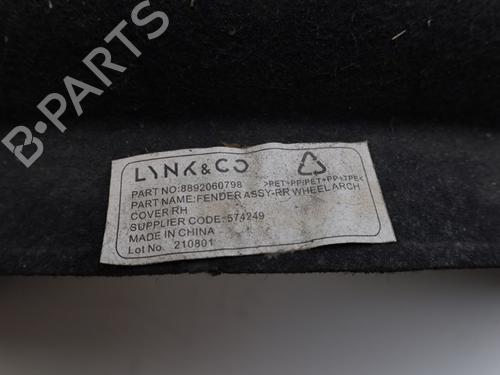 LYNK&CO
PART NO:8892060798 >PET+PP/PET+PP+TPE<
PART NAME:FENDER ASSY-RR WHEEL ARCH
COVER RH
SUPPLIER CODE: 574249
MADE IN CHINA
Lot No. 210801
B-PARTS